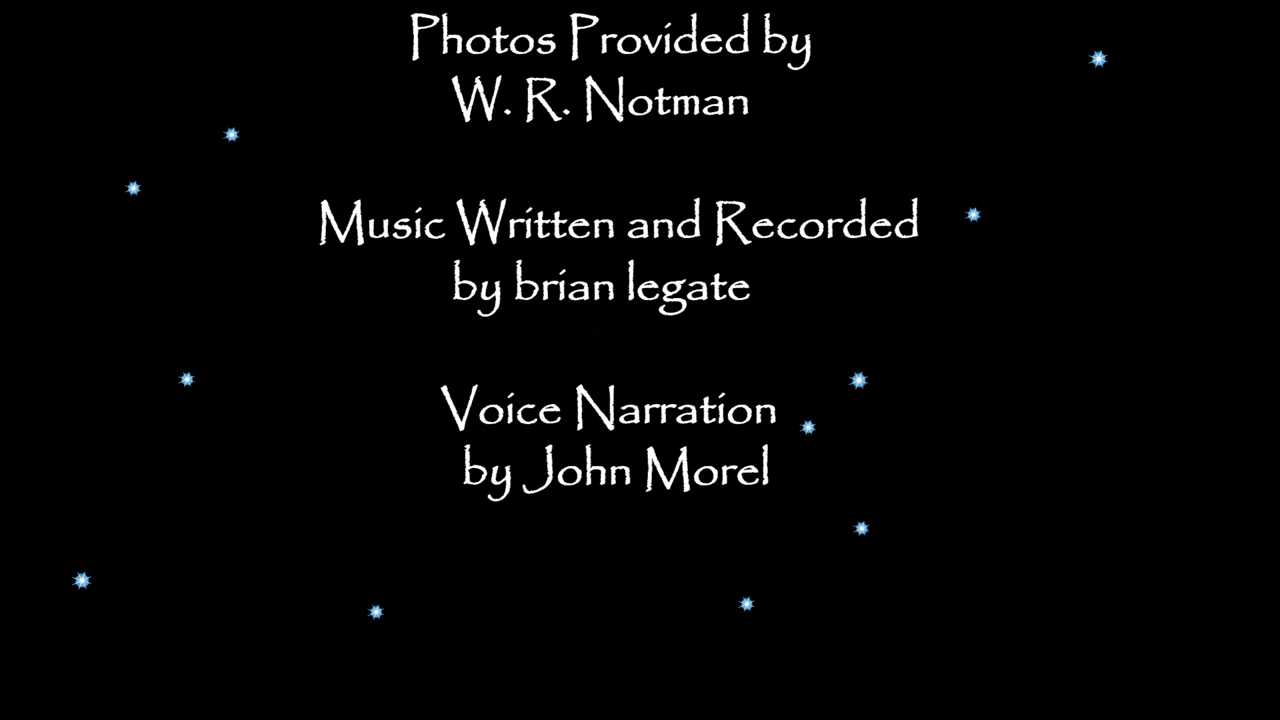 Photos Provided by
W. R. Notman
Music Written and Recorded
by brian legate
Voice Narration
by John Morel